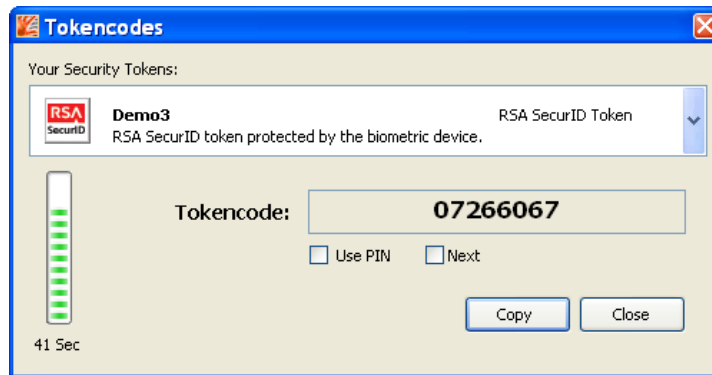 Tokencodes
Your Security Tokens:
RSA SecurID
Demo3 RSA SecurID Token
RSA SecurID token protected by the biometric device.
Tokencode: 07266067
Use PIN Next
Copy Close
41 Sec